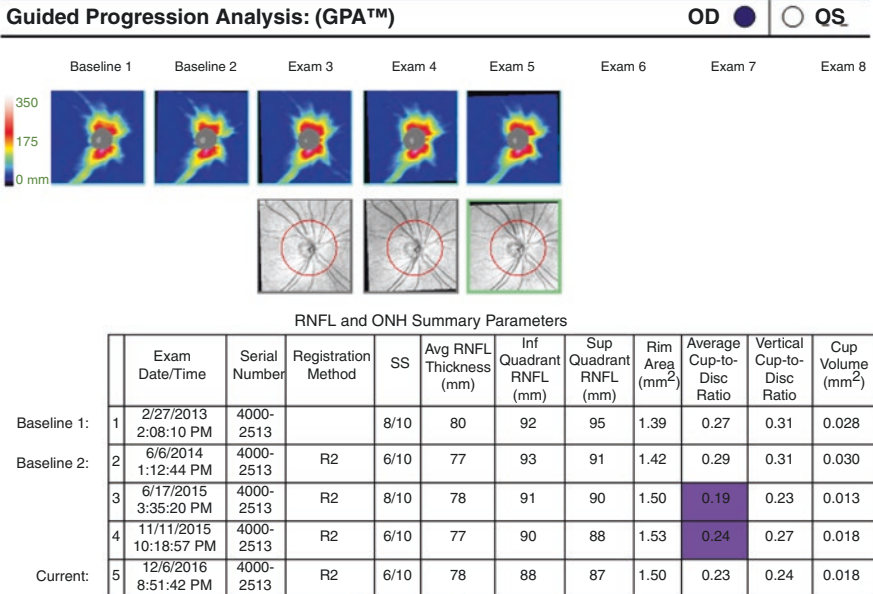 Guided Progression Analysis: (GPA™) OD OS
Baseline 1 Baseline 2 Exam 3 Exam 4 Exam 5 Exam 6 Exam 7 Exam 8
350
175
0 mm
RNFL and ONH Summary Parameters
Exam Date/Time Serial Number Registration Method SS Avg RNFL Thickness (mm) Inf Quadrant RNFL (mm) Sup Quadrant RNFL (mm) Rim Area (mm²) Average Cup-to-Disc Ratio Vertical Cup-to-Disc Ratio Cup Volume (mm²)
Baseline 1: 1 2/27/2013 2:08:10 PM 4000-2513 8/10 80 92 95 1.39 0.27 0.31 0.028
Baseline 2: 2 6/6/2014 1:12:44 PM 4000-2513 R2 6/10 77 93 91 1.42 0.29 0.31 0.030
3 6/17/2015 3:35:20 PM 4000-2513 R2 8/10 78 91 90 1.50 0.19 0.23 0.013
4 11/11/2015 10:18:57 PM 4000-2513 R2 6/10 77 90 88 1.53 0.24 0.27 0.018
Current: 5 12/6/2016 8:51:42 PM 4000-2513 R2 6/10 78 88 87 1.50 0.23 0.24 0.018